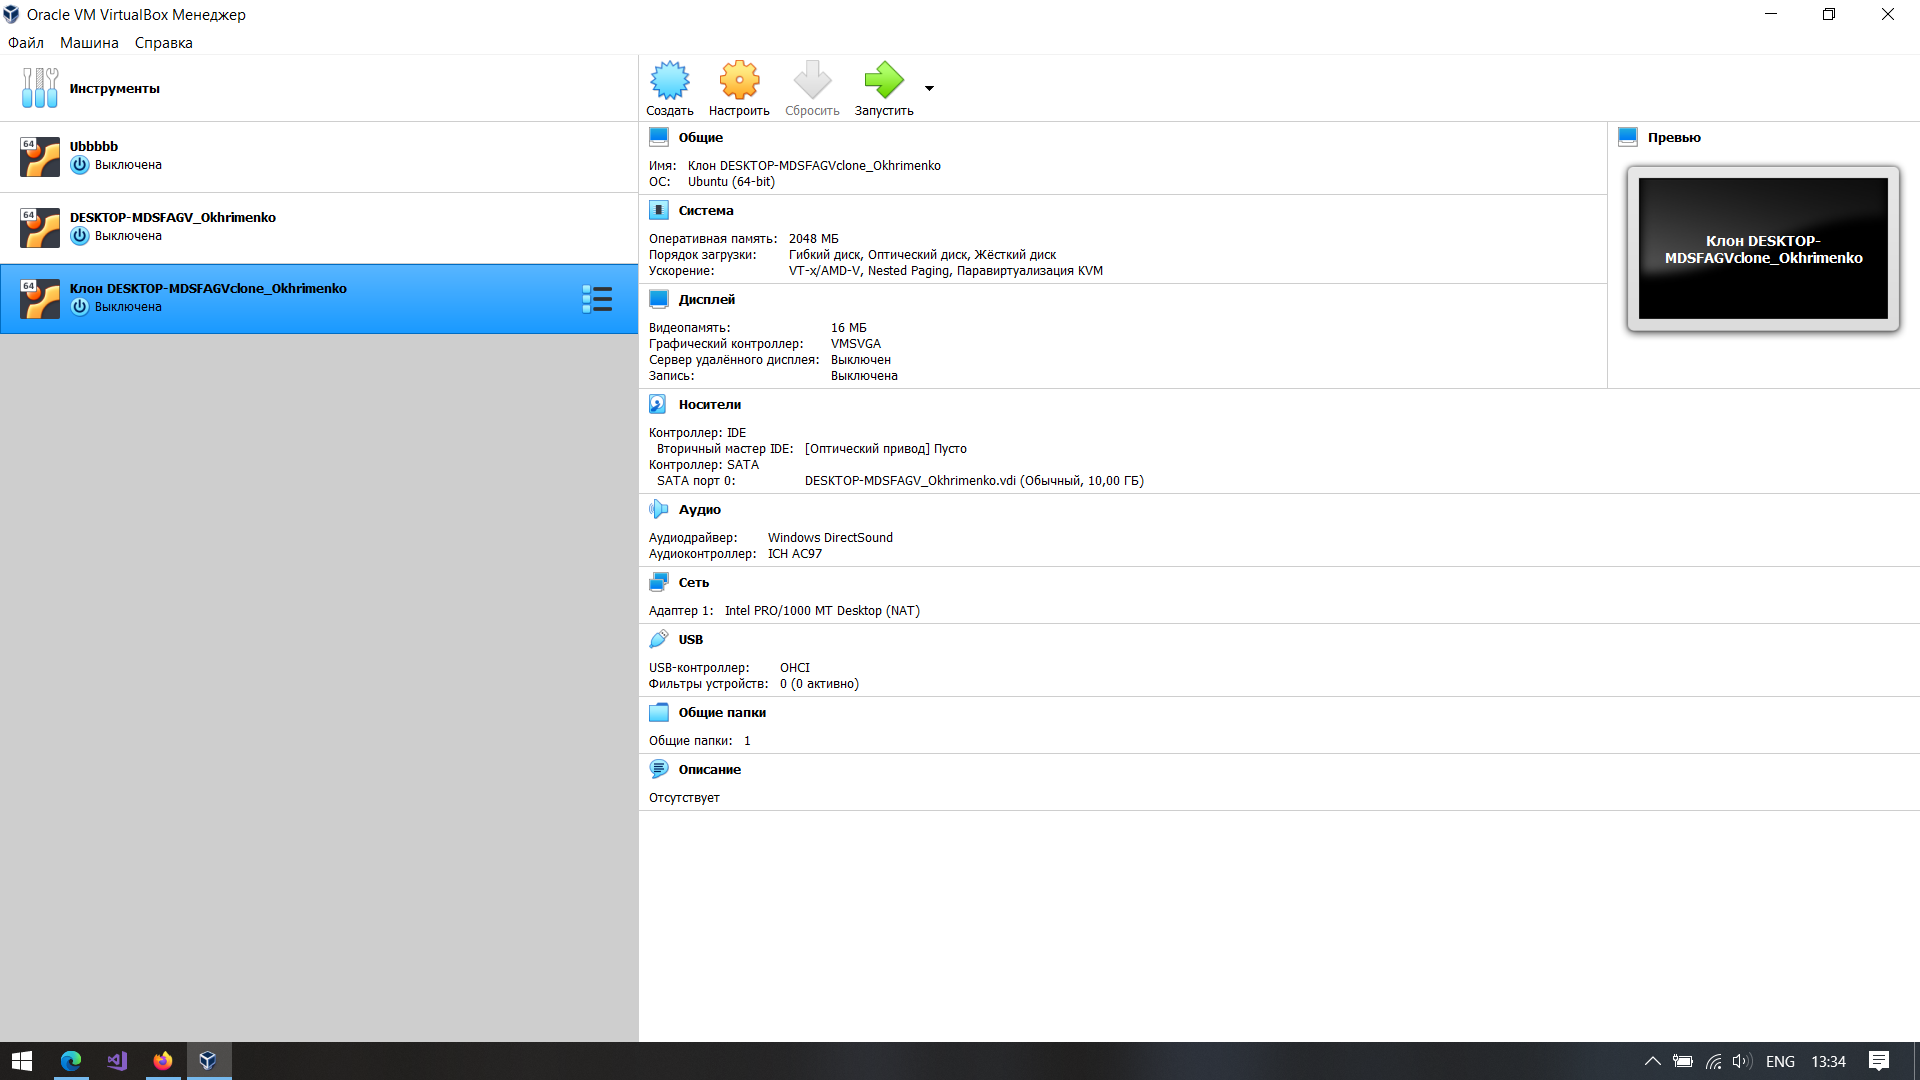 Oracle VM VirtualBox Менеджер
Файл Машина Справка
Инструменты
64
Ubbbbb
Выключена
64
DESKTOP-MDSFAGV_Okhrimenko
Выключена
64
Клон DESKTOP-MDSFAGVclone_Okhrimenko
Выключена
Создать Настроить Сбросить Запустить
Общие
Имя: Клон DESKTOP-MDSFAGVclone_Okhrimenko
ОС: Ubuntu (64-bit)
Система
Оперативная память: 2048 МБ
Порядок загрузки: Гибкий диск, Оптический диск, Жёсткий диск
Ускорение: VT-x/AMD-V, Nested Paging, Паравиртуализация KVM
Дисплей
Видеопамять: 16 МБ
Графический контроллер: VMSVGA
Сервер удалённого дисплея: Выключен
Запись: Выключена
Превью
Клон DESKTOP-
MDSFAGVclone_Okhrimenko
Носители
Контроллер: IDE
Вторичный мастер IDE: [Оптический привод] Пусто
Контроллер: SATA
SATA порт 0: DESKTOP-MDSFAGV_Okhrimenko.vdi (Обычный, 10,00 ГБ)
Аудио
Аудиодрайвер: Windows DirectSound
Аудиоконтроллер: ICH AC97
Сеть
Адаптер 1: Intel PRO/1000 MT Desktop (NAT)
USB
USB-контроллер: OHCI
Фильтры устройств: 0 (0 активно)
Общие папки
Общие папки: 1
Описание
Отсутствует
ENG 13:34